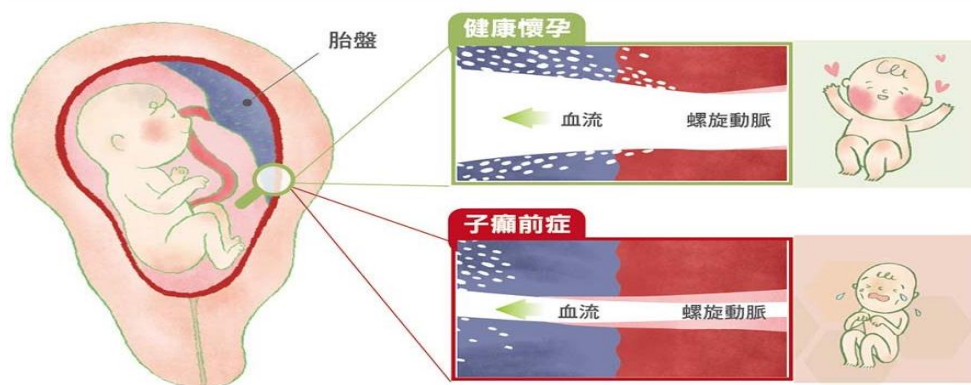 胎盤
健康懷孕
血流
螺旋動脈
子癲前症
血流
螺旋動脈